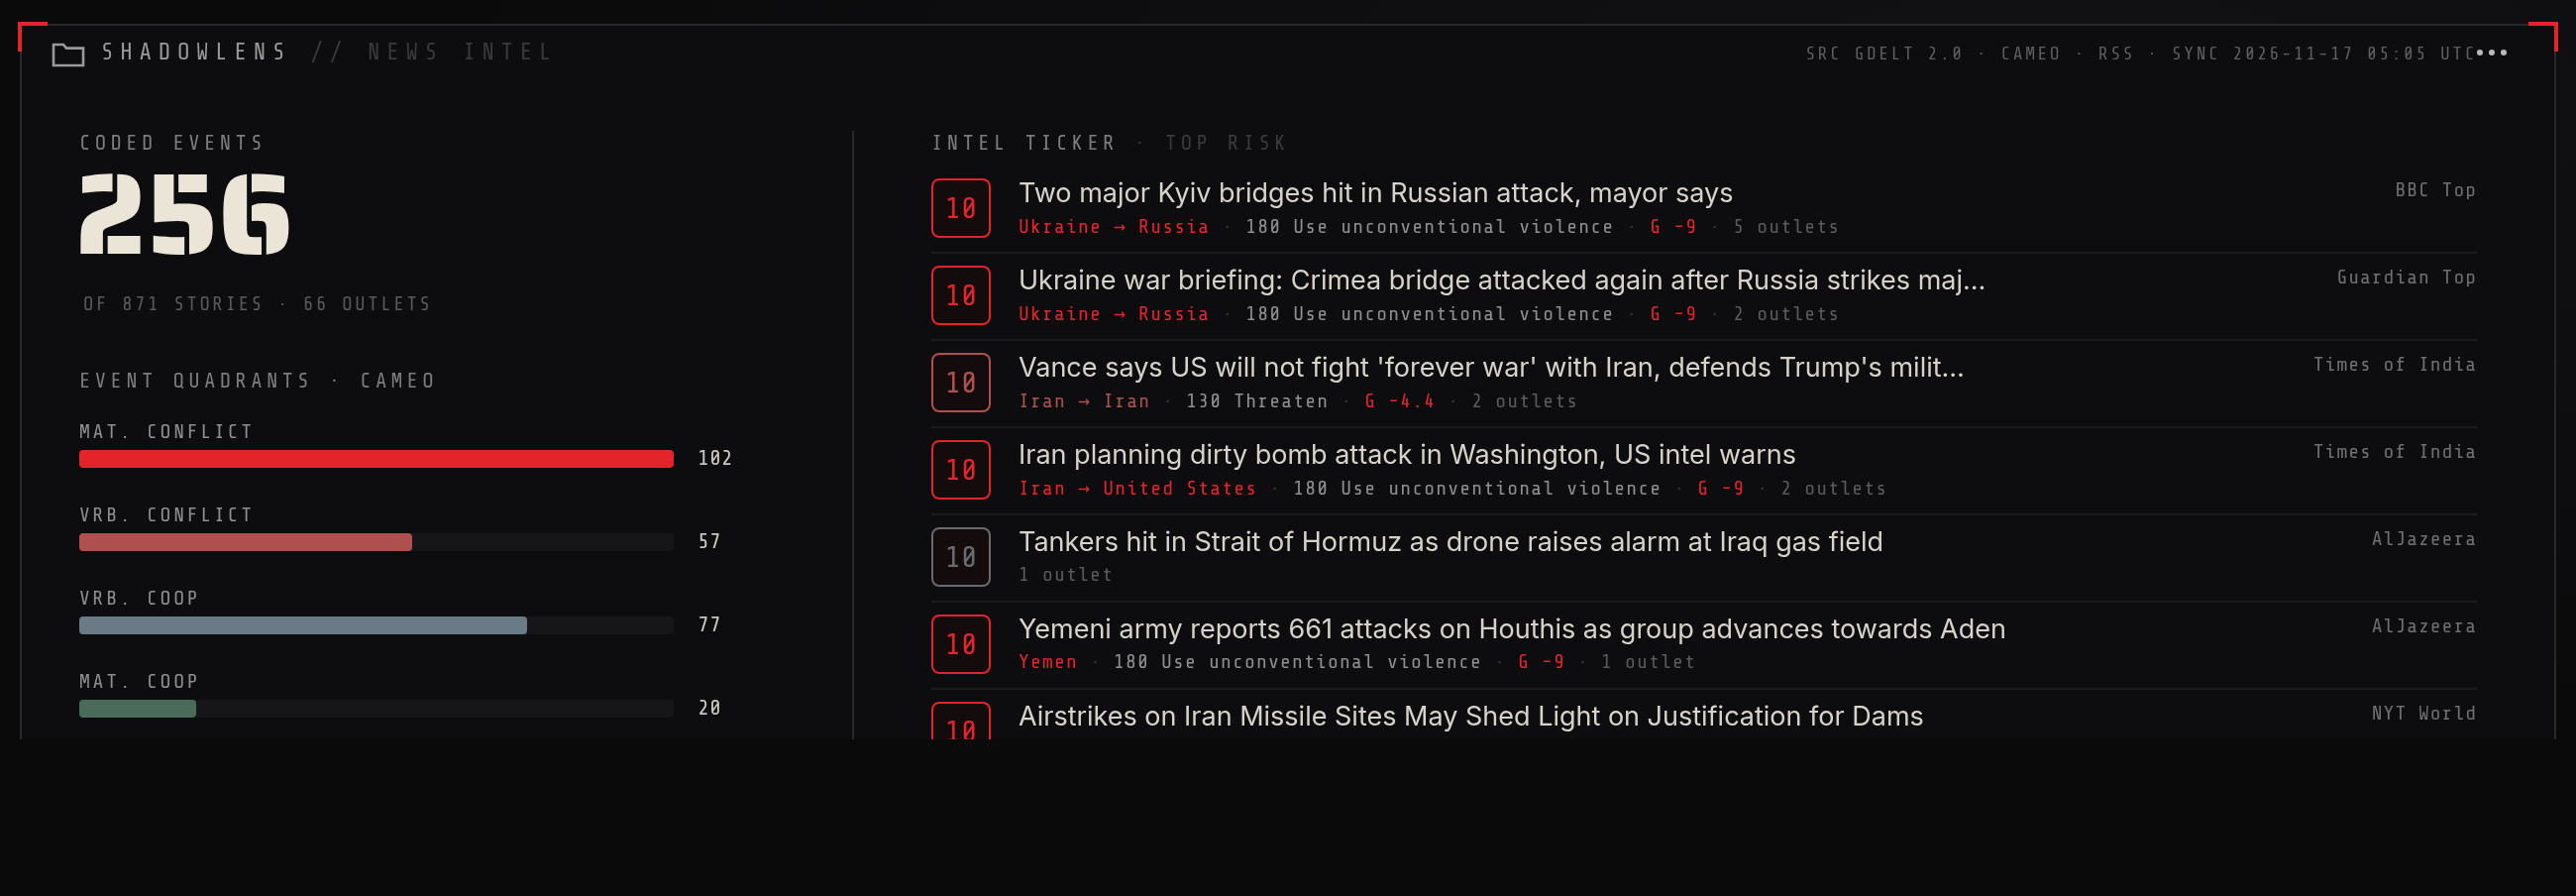 SHADOWLENS // NEWS INTEL
SRC GDELT 2.0 · CAMEO · RSS · SYNC 2026-11-17 05:05 UTC
CODED EVENTS
256
OF 871 STORIES · 66 OUTLETS
EVENT QUADRANTS · CAMEO
MAT. CONFLICT
102
VRB. CONFLICT
57
VRB. COOP
77
MAT. COOP
20
INTEL TICKER · TOP RISK
10 Two major Kyiv bridges hit in Russian attack, mayor says BBC Top
Ukraine → Russia · 180 Use unconventional violence · G -9 · 5 outlets
10 Ukraine war briefing: Crimea bridge attacked again after Russia strikes maj... Guardian Top
Ukraine → Russia · 180 Use unconventional violence · G -9 · 2 outlets
10 Vance says US will not fight 'forever war' with Iran, defends Trump's milit... Times of India
Iran → Iran · 130 Threaten · G -4.4 · 2 outlets
10 Iran planning dirty bomb attack in Washington, US intel warns Times of India
Iran → United States · 180 Use unconventional violence · G -9 · 2 outlets
10 Tankers hit in Strait of Hormuz as drone raises alarm at Iraq gas field AlJazeera
1 outlet
10 Yemeni army reports 661 attacks on Houthis as group advances towards Aden AlJazeera
Yemen · 180 Use unconventional violence · G -9 · 1 outlet
10 Airstrikes on Iran Missile Sites May Shed Light on Justification for Dams NYT World